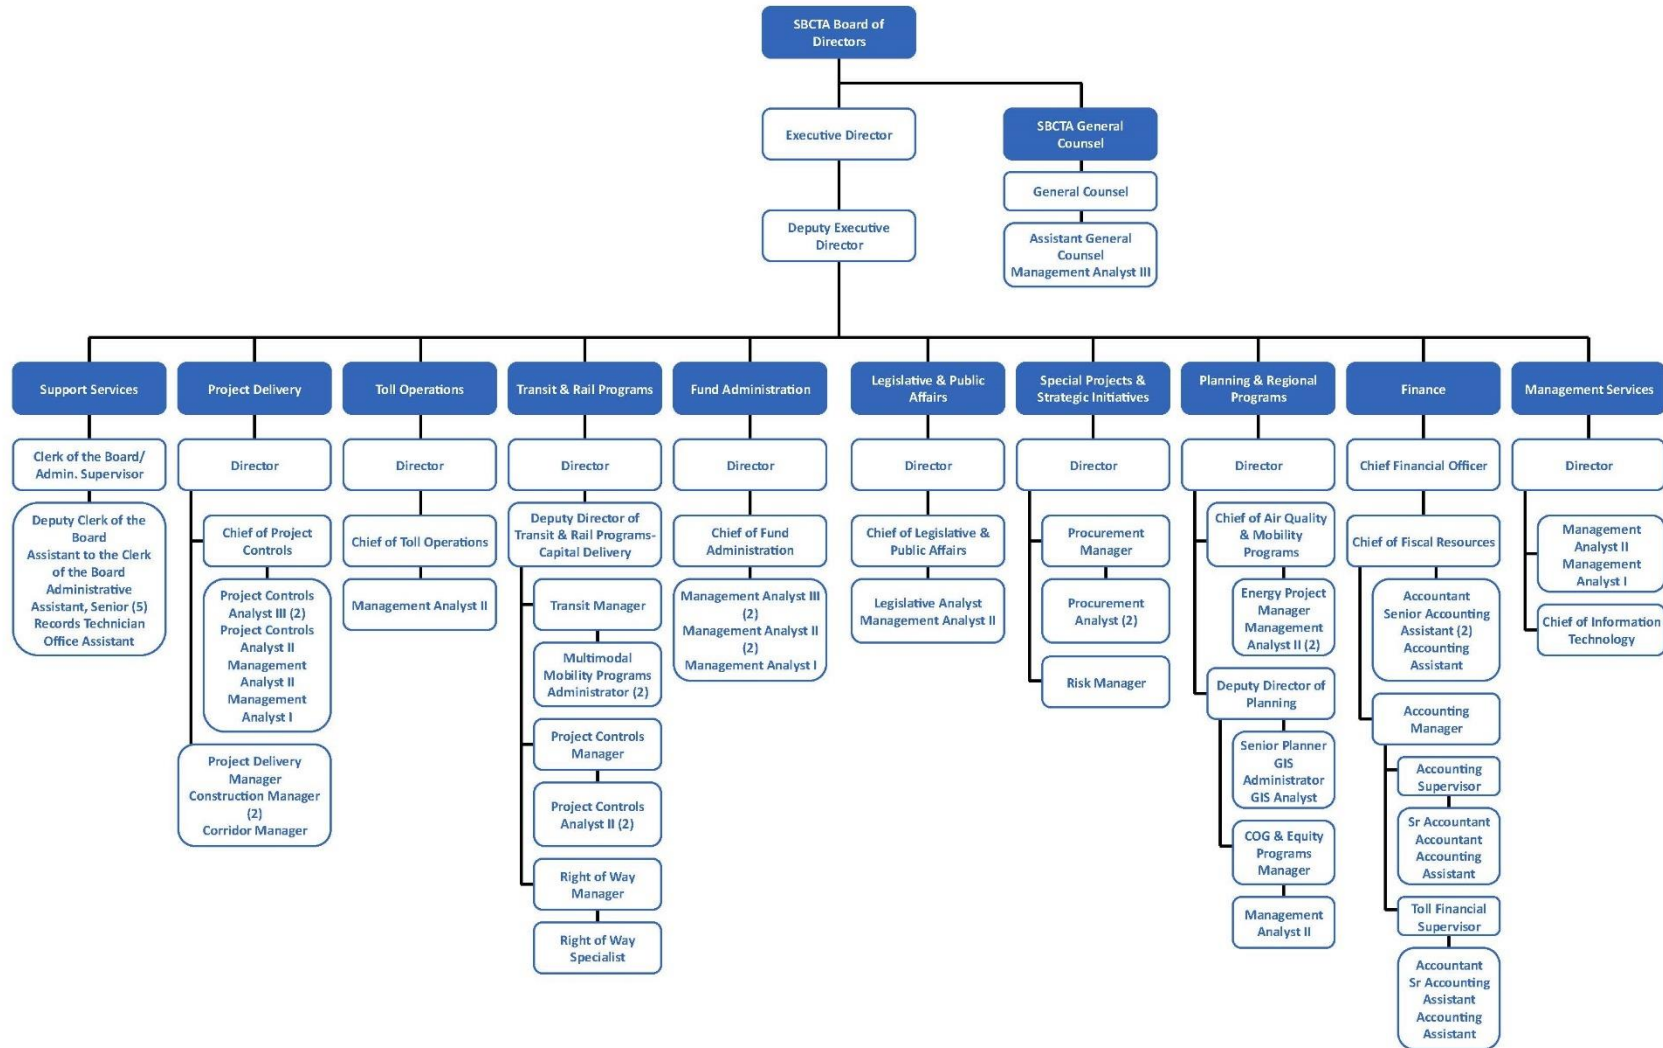 SBCTA Board of
Directors
Executive Director
SBCTA General
Counsel
General Counsel
Deputy Executive
Director
Assistant General
Counsel
Management Analyst III
Support Services
Project Delivery
Toll Operations
Transit & Rail Programs
Fund Administration
Legislative & Public
Affairs
Special Projects &
Strategic Initiatives
Planning & Regional
Programs
Finance
Management Services
Clerk of the Board/
Admin. Supervisor
Deputy Clerk of the
Board
Assistant to the Clerk
of the Board
Administrative
Assistant, Senior (5)
Records Technician
Office Assistant
Director
Chief of Project
Controls
Project Controls
Analyst III (2)
Project Controls
Analyst II
Management
Analyst II
Management
Analyst I
Project Delivery
Manager
Construction Manager
(2)
Corridor Manager
Director
Chief of Toll Operations
Management Analyst II
Director
Deputy Director of
Transit & Rail Programs-
Capital Delivery
Transit Manager
Multimodal
Mobility Programs
Administrator (2)
Project Controls
Manager
Project Controls
Analyst II (2)
Right of Way
Manager
Right of Way
Specialist
Director
Chief of Fund
Administration
Management Analyst III
(2)
Management Analyst II
(2)
Management Analyst I
Director
Chief of Legislative &
Public Affairs
Legislative Analyst
Management Analyst II
Director
Procurement
Manager
Procurement
Analyst (2)
Risk Manager
Director
Chief of Air Quality
& Mobility
Programs
Energy Project
Manager
Management
Analyst II (2)
Deputy Director of
Planning
Senior Planner
GIS
Administrator
GIS Analyst
COG & Equity
Programs
Manager
Management
Analyst II
Chief Financial Officer
Chief of Fiscal Resources
Accountant
Senior Accounting
Assistant (2)
Accounting
Assistant
Accounting
Manager
Accounting
Supervisor
Sr Accountant
Accountant
Accounting
Assistant
Toll Financial
Supervisor
Accountant
Sr Accounting
Assistant
Accounting
Assistant
Director
Management
Analyst II
Management
Analyst I
Chief of Information
Technology